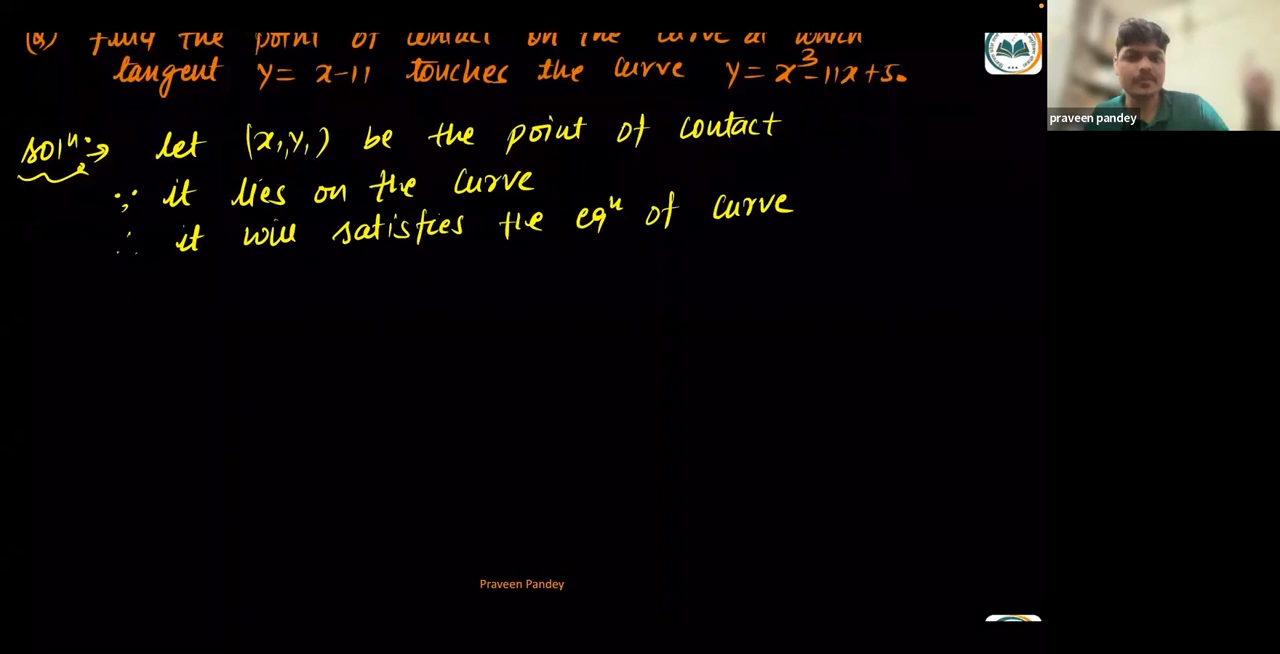 (Q) Find the point of contact on the curve at which
tangent y = x-11 touches the curve y = x³-11x+5.
Solⁿ:→ let (x₁,y₁) be the point of contact
∵ it lies on the curve
∴ it will satisfies the eqⁿ of curve
praveen pandey
Praveen Pandey